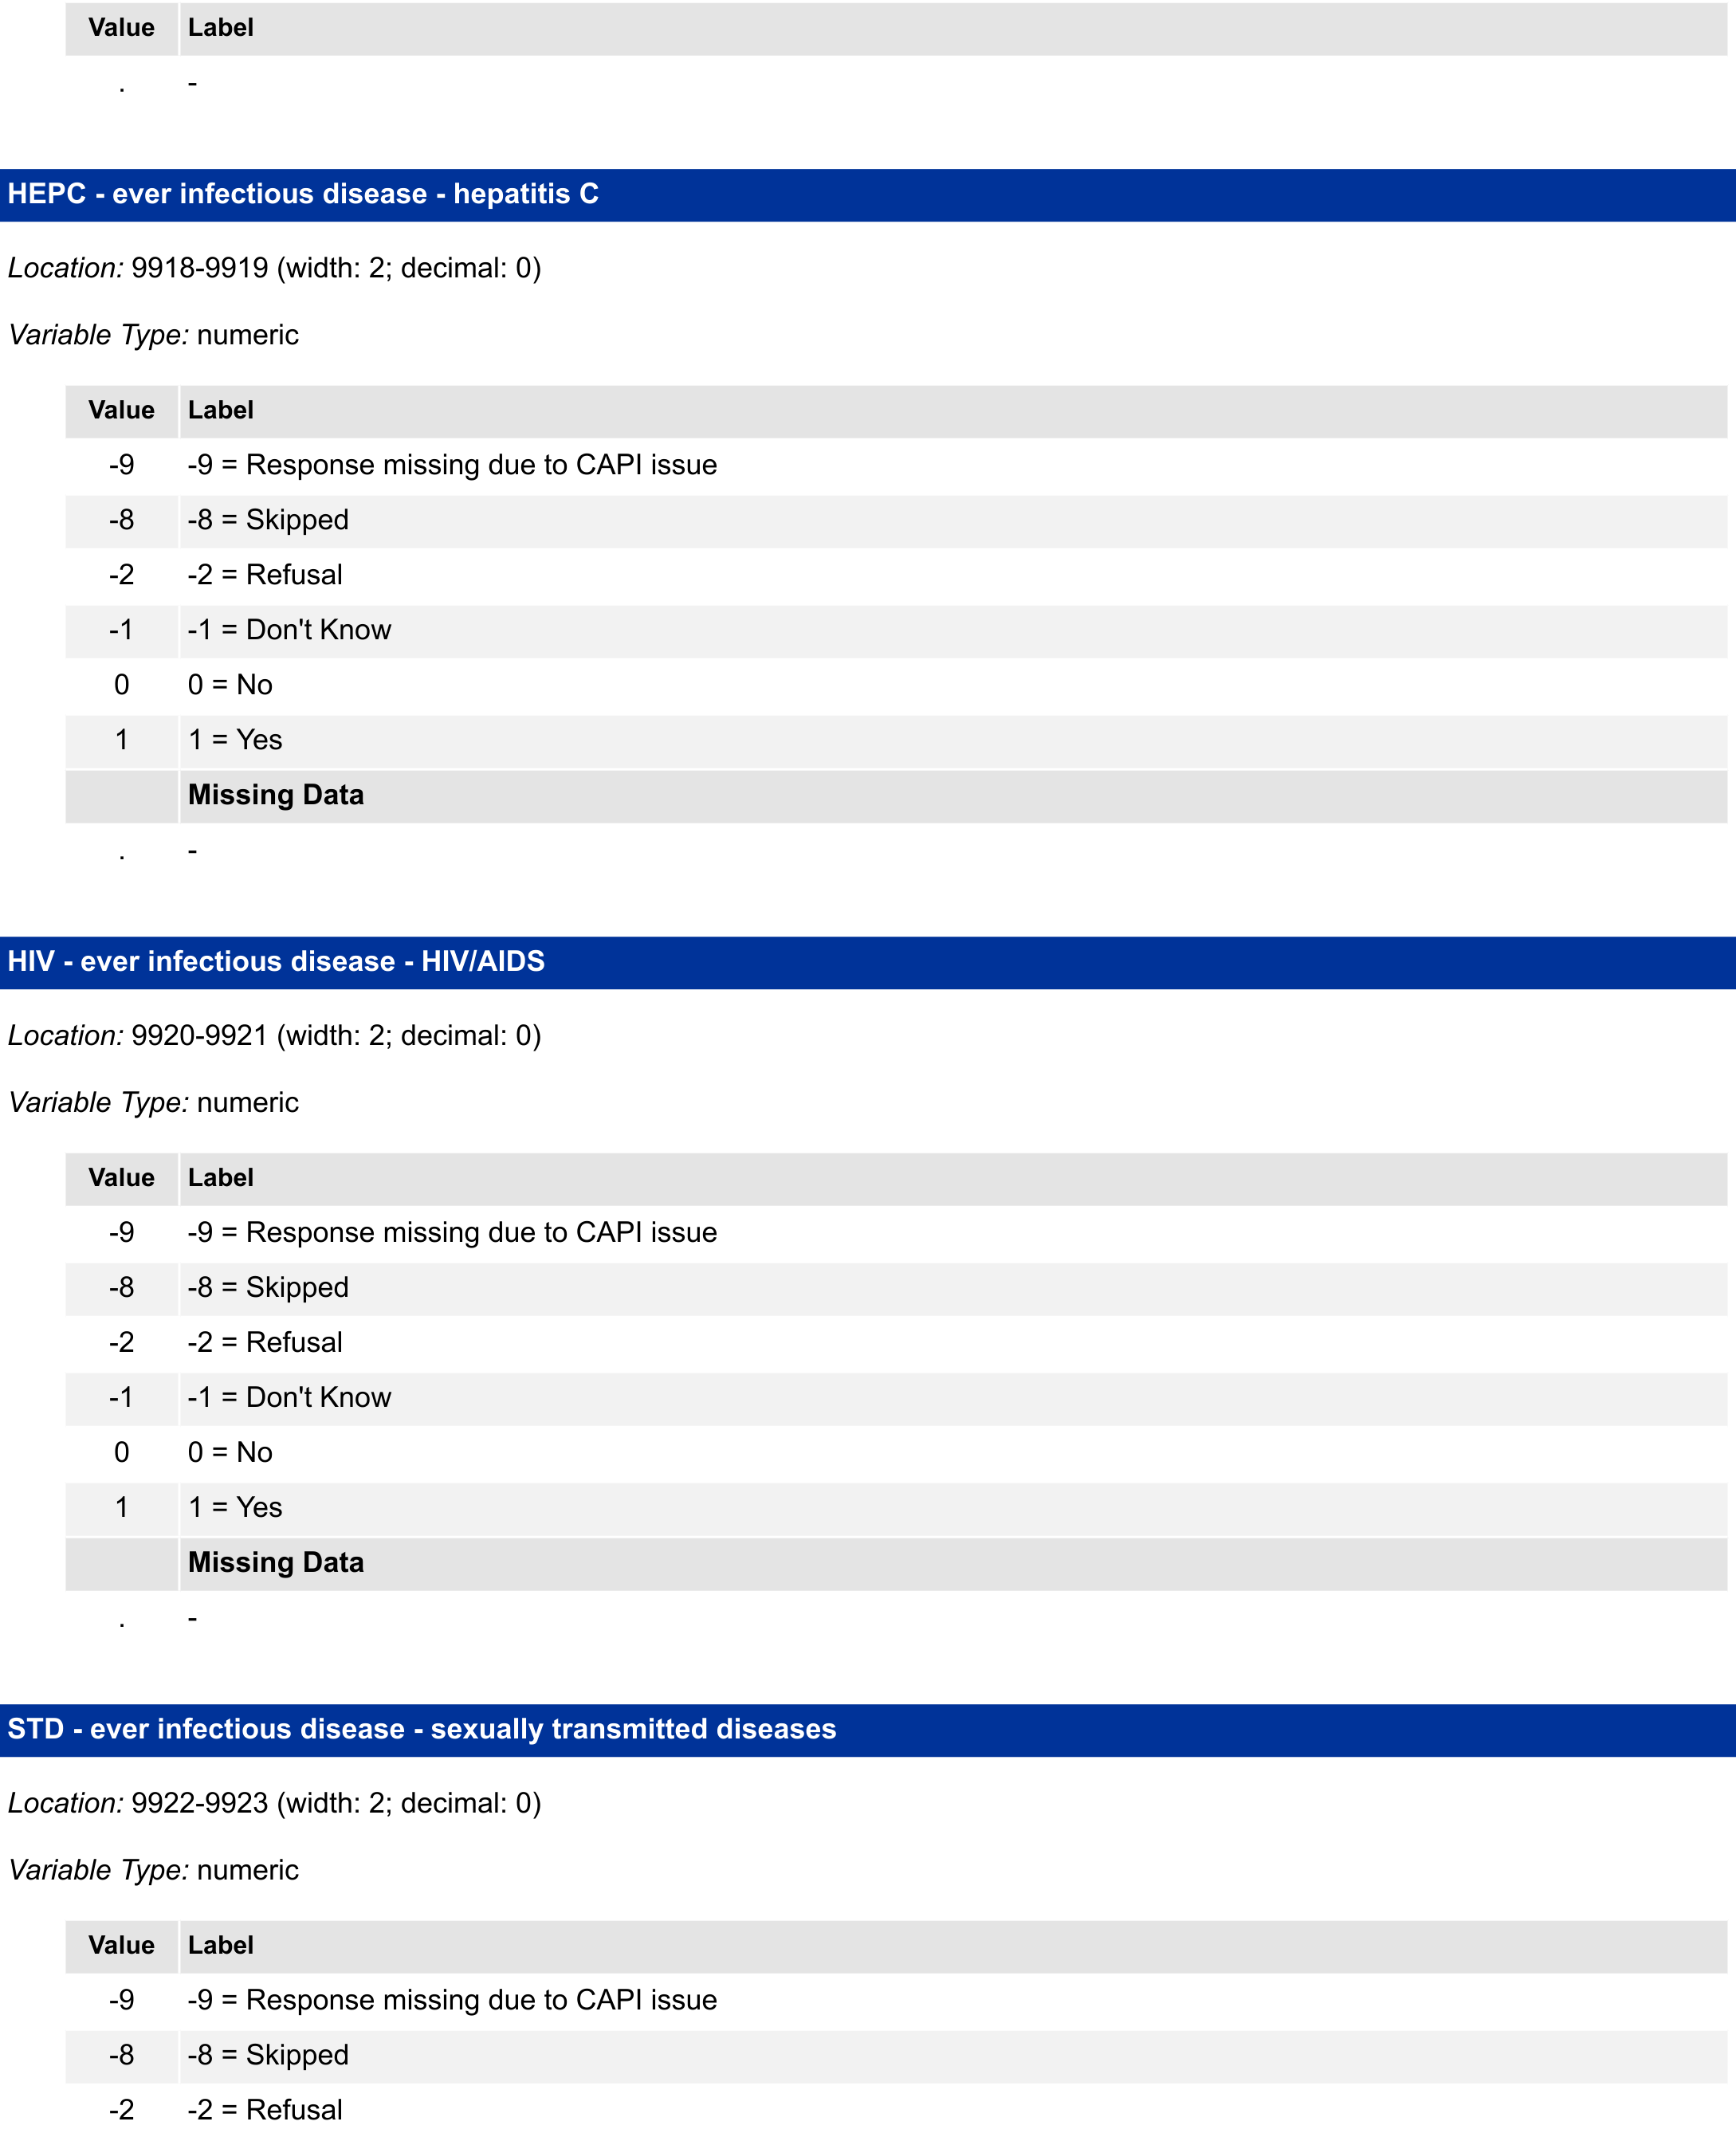 Value Label
. -
HEPC - ever infectious disease - hepatitis C
Location: 9918-9919 (width: 2; decimal: 0)
Variable Type: numeric
Value Label
-9 -9 = Response missing due to CAPI issue
-8 -8 = Skipped
-2 -2 = Refusal
-1 -1 = Don't Know
0 0 = No
1 1 = Yes
Missing Data
. -
HIV - ever infectious disease - HIV/AIDS
Location: 9920-9921 (width: 2; decimal: 0)
Variable Type: numeric
Value Label
-9 -9 = Response missing due to CAPI issue
-8 -8 = Skipped
-2 -2 = Refusal
-1 -1 = Don't Know
0 0 = No
1 1 = Yes
Missing Data
. -
STD - ever infectious disease - sexually transmitted diseases
Location: 9922-9923 (width: 2; decimal: 0)
Variable Type: numeric
Value Label
-9 -9 = Response missing due to CAPI issue
-8 -8 = Skipped
-2 -2 = Refusal